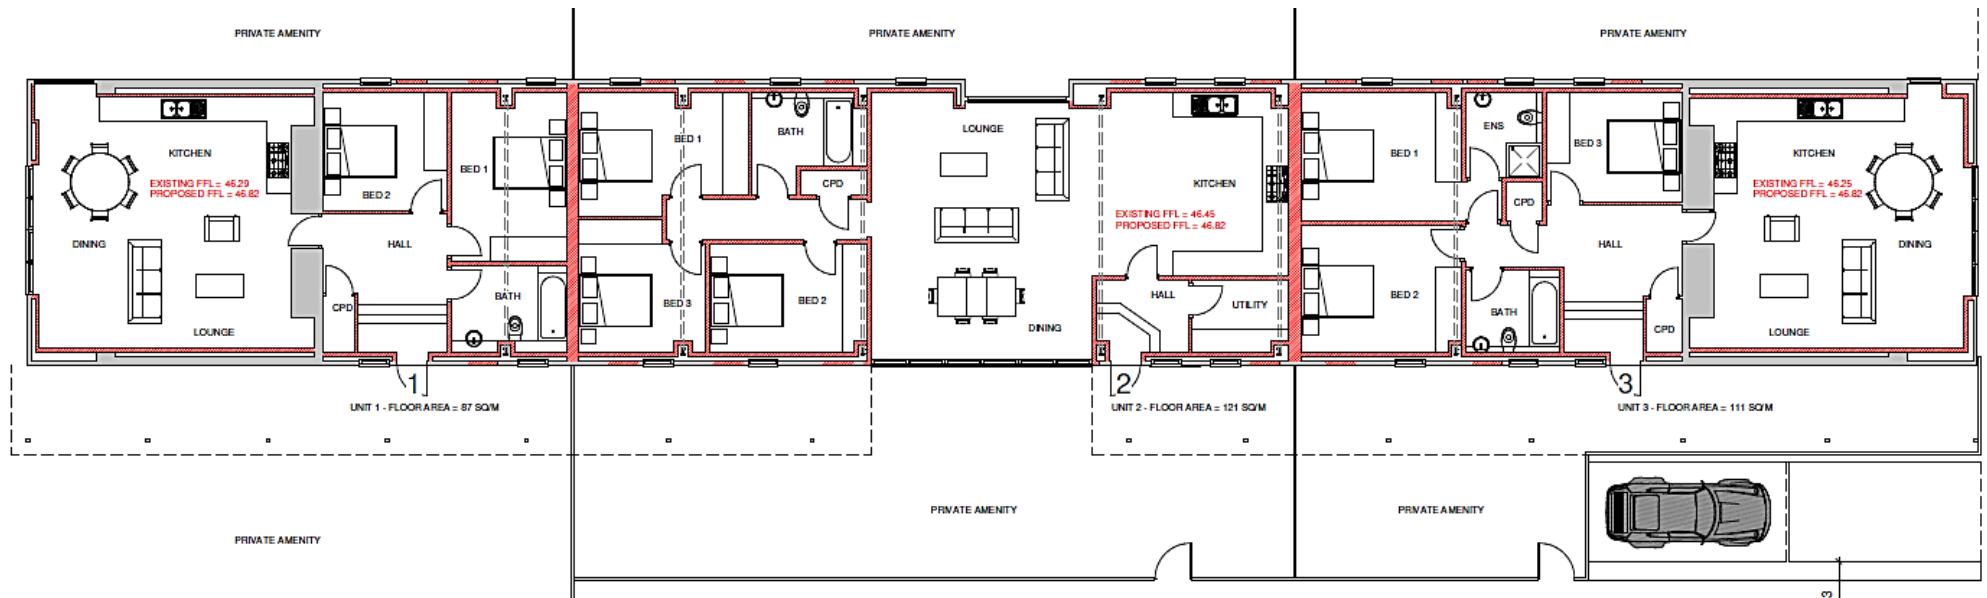 PRIVATE AMENITY
PRIVATE AMENITY
PRIVATE AMENITY
KITCHEN
EXISTING FFL = 46.29
PROPOSED FFL = 46.82
DINING
LOUNGE
BED 2
BED 1
HALL
CPD
BATH
1
UNIT 1 - FLOOR AREA = 87 SQ/M
BED 1
BATH
CPD
BED 3
BED 2
LOUNGE
KITCHEN
EXISTING FFL = 46.45
PROPOSED FFL = 46.82
DINING
HALL
UTILITY
2
UNIT 2 - FLOOR AREA = 121 SQ/M
BED 1
ENS
BED 3
CPD
HALL
BED 2
BATH
CPD
KITCHEN
EXISTING FFL = 46.25
PROPOSED FFL = 46.82
DINING
LOUNGE
3
UNIT 3 - FLOOR AREA = 111 SQ/M
PRIVATE AMENITY
PRIVATE AMENITY
PRIVATE AMENITY
3